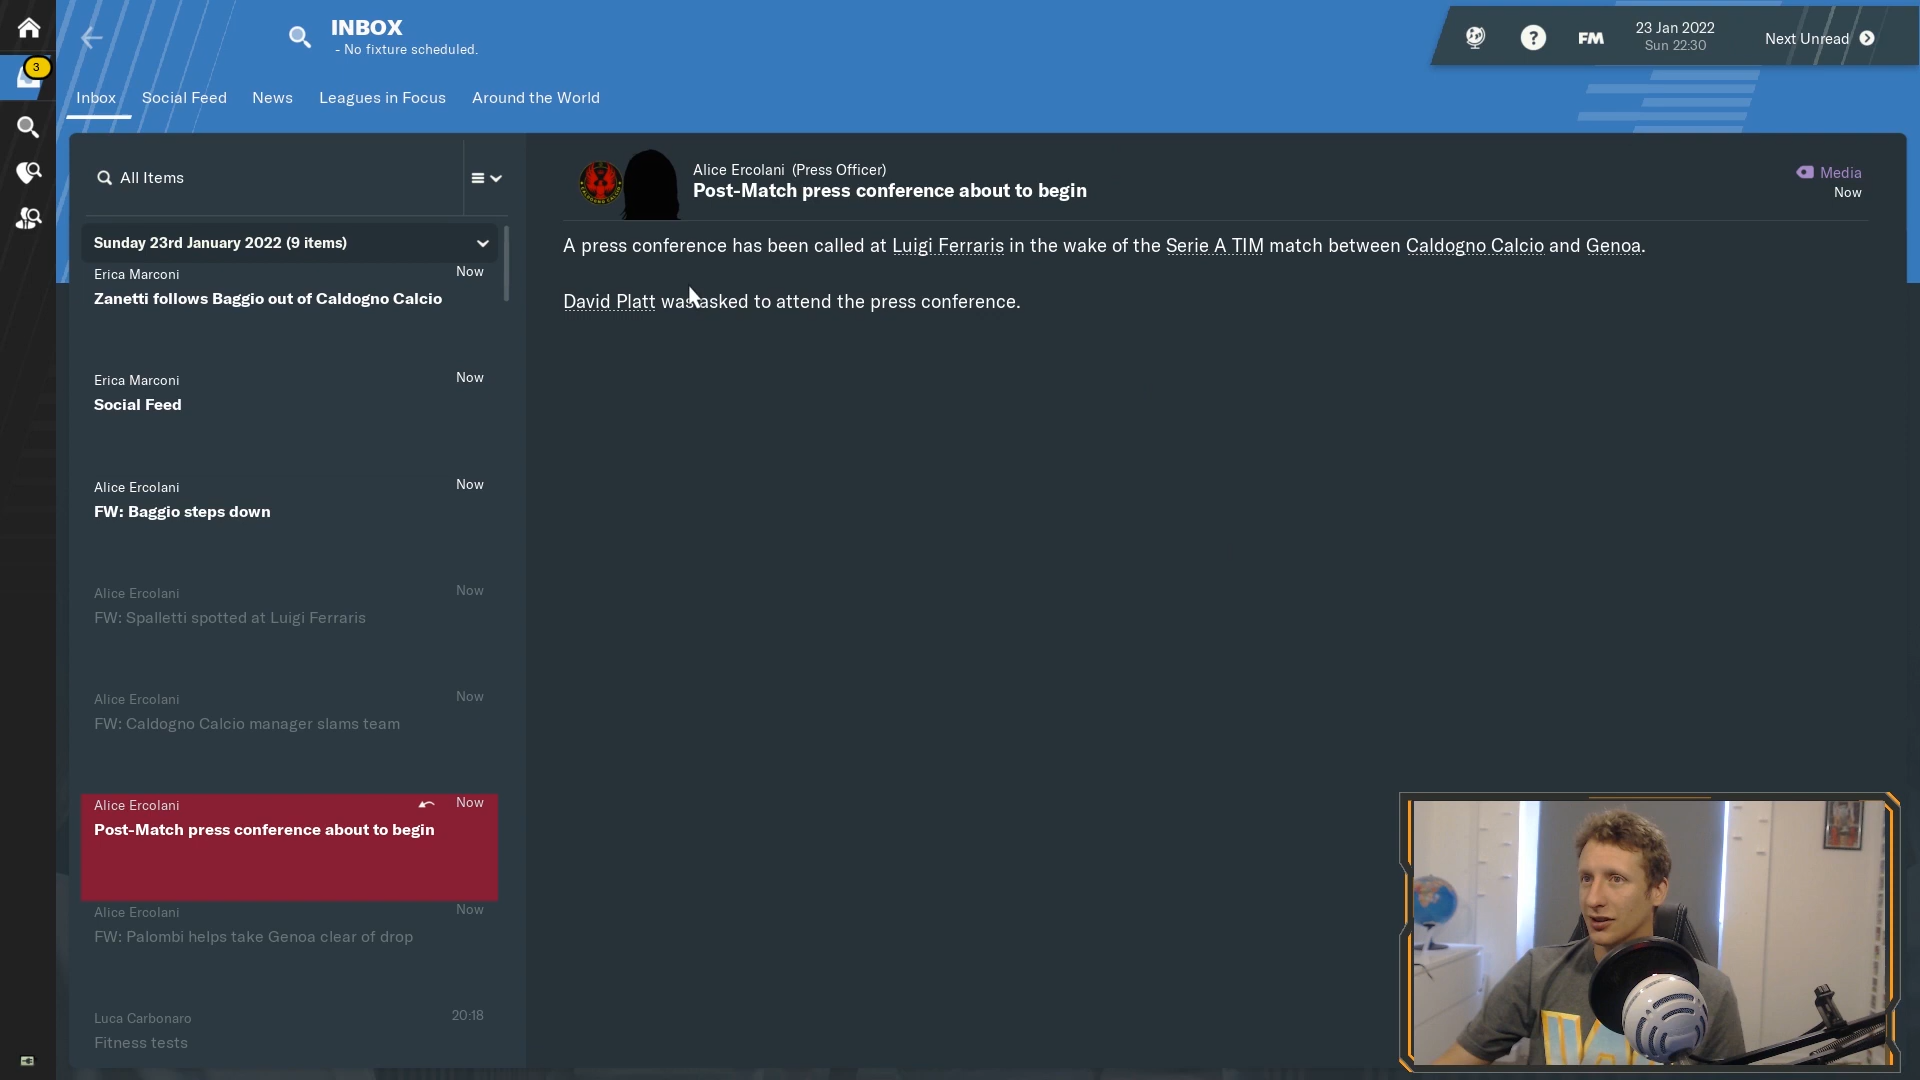 INBOX
- No fixture scheduled.
FM
23 Jan 2022
Sun 22:30
Next Unread
3
Inbox
Social Feed
News
Leagues in Focus
Around the World
All Items
Sunday 23rd January 2022 (9 items)
Erica Marconi
Now
Zanetti follows Baggio out of Caldogno Calcio
Erica Marconi
Now
Social Feed
Alice Ercolani
Now
FW: Baggio steps down
Alice Ercolani
Now
FW: Spalletti spotted at Luigi Ferraris
Alice Ercolani
Now
FW: Caldogno Calcio manager slams team
Alice Ercolani
Now
Post-Match press conference about to begin
Alice Ercolani
Now
FW: Palombi helps take Genoa clear of drop
Luca Carbonaro
20:18
Fitness tests
Alice Ercolani (Press Officer)
Post-Match press conference about to begin
Media
Now
A press conference has been called at Luigi Ferraris in the wake of the Serie A TIM match between Caldogno Calcio and Genoa.
David Platt was asked to attend the press conference.